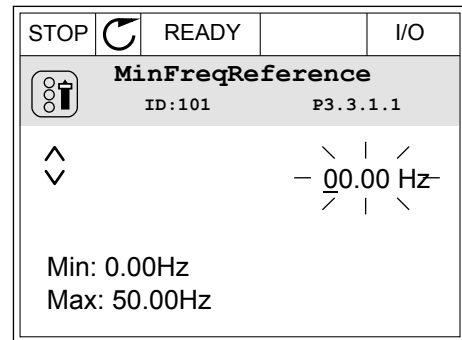 STOP READY I/O
MinFreqReference
ID:101 P3.3.1.1
00.00 Hz
Min: 0.00Hz
Max: 50.00Hz